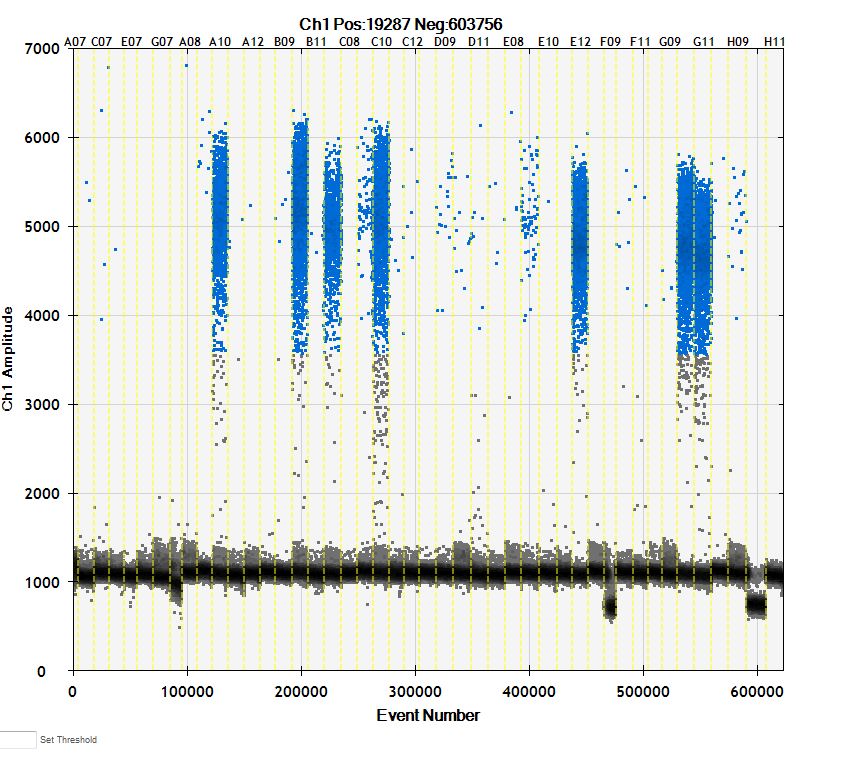 Ch1 Pos:19287 Neg:603756
A07 C07 E07 G07 A08 A10 A12 B09 B11 C08 C10 C12 D09 D11 E08 E10 E12 F09 F11 G09 G11 H09 H11
7000
6000
5000
4000
3000
2000
1000
0
Ch1 Amplitude
0 100000 200000 300000 400000 500000 600000
Event Number
Set Threshold